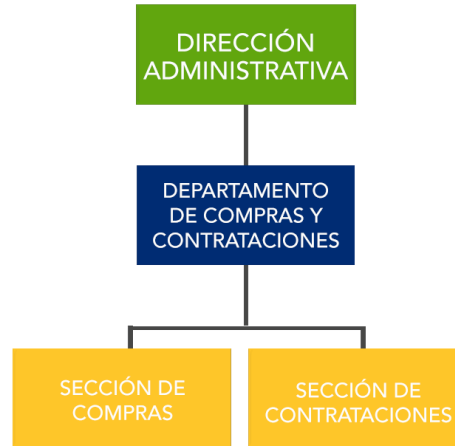 DIRECCIÓN
ADMINISTRATIVA
DEPARTAMENTO
DE COMPRAS Y
CONTRATACIONES
SECCIÓN DE
COMPRAS
SECCIÓN DE
CONTRATACIONES